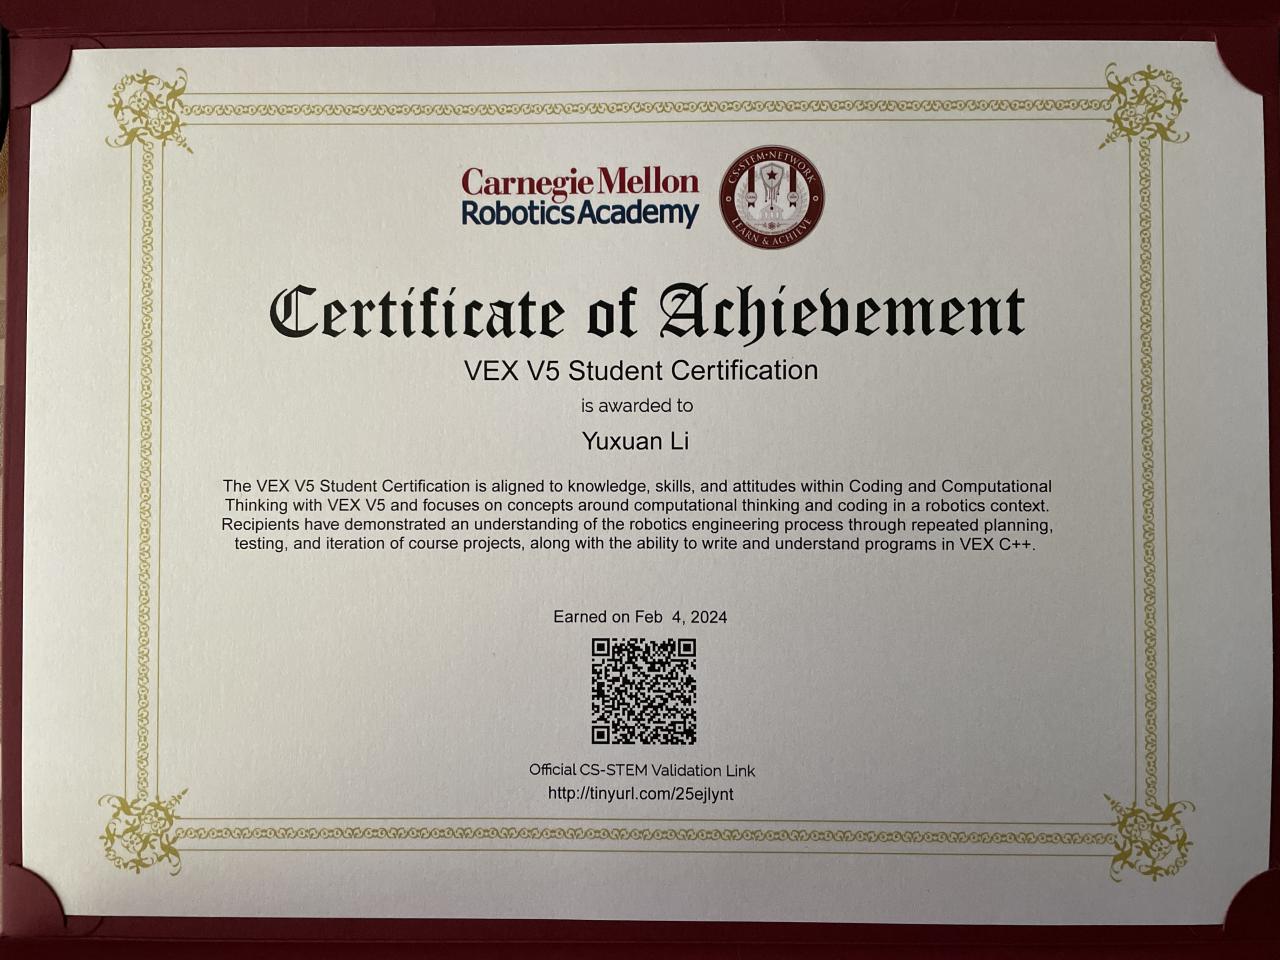 Carnegie Mellon
Robotics Academy
CS-STEM•NETWORK
LEARN & ACHIEVE
Certificate of Achievement
VEX V5 Student Certification
is awarded to
Yuxuan Li
The VEX V5 Student Certification is aligned to knowledge, skills, and attitudes within Coding and Computational
Thinking with VEX V5 and focuses on concepts around computational thinking and coding in a robotics context.
Recipients have demonstrated an understanding of the robotics engineering process through repeated planning,
testing, and iteration of course projects, along with the ability to write and understand programs in VEX C++.
Earned on Feb  4, 2024
Official CS-STEM Validation Link
http://tinyurl.com/25ejlynt